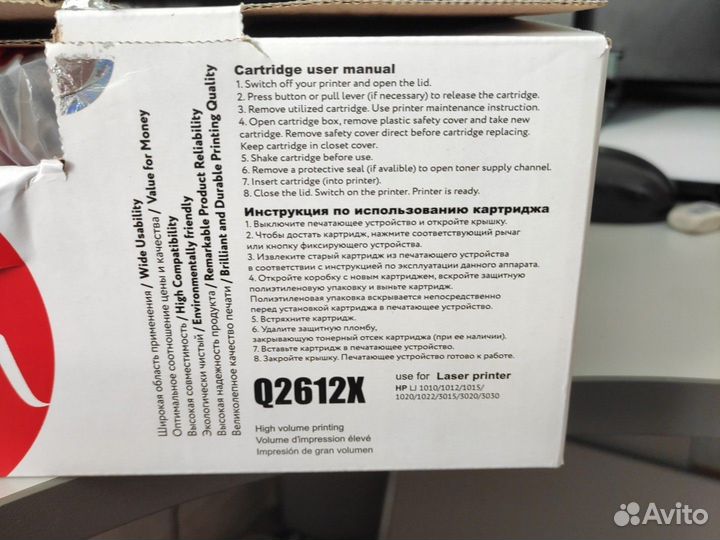 Cartridge user manual
1. Switch off your printer and open the lid.
2. Press button or pull lever (if necessary) to release the cartridge.
3. Remove utilized cartridge. Use printer maintenance instruction.
4. Open cartridge box, remove plastic safety cover and take new
cartridge. Remove safety cover direct before cartridge replacing.
Keep cartridge in closet cover.
5. Shake cartridge before use.
6. Remove a protective seal (if avalible) to open toner supply channel.
7. Insert cartridge (into printer).
8. Close the lid. Switch on the printer. Printer is ready.
Инструкция по использованию картриджа
1. Выключите печатающее устройство и откройте крышку.
2. Чтобы достать картридж, нажмите соответствующий рычаг
или кнопку фиксирующего устройства.
3. Извлеките старый картридж из печатающего устройства
в соответствии с инструкцией по эксплуатации данного аппарата.
4. Откройте коробку с новым картриджем, вскройте защитную
полиэтиленовую упаковку и выньте картридж.
Полиэтиленовая упаковка вскрывается непосредственно
перед установкой картриджа в печатающее устройство.
5. Встряхните картридж.
6. Удалите защитную пломбу,
закрывающую тонерный отсек картриджа (при ее наличии).
7. Вставьте картридж в печатающее устройство.
8. Закройте крышку. Печатающее устройство готово к работе.
Q2612X
use for Laser printer
HP LJ 1010/1012/1015/
1020/1022/3015/3020/3030
High volume printing
Volume d'impression élevé
Impresión de gran volumen
Широкая область применения / Wide Usability
Оптимальное соотношение цены и качества / Value for Money
Высокая совместимость / High Compatibility
Экологически чистый / Environmentally Friendly
Высокая надежность продукта / Remarkable Product Reliability
Великолепное качество печати / Brilliant and Durable Printing Quality
Avito